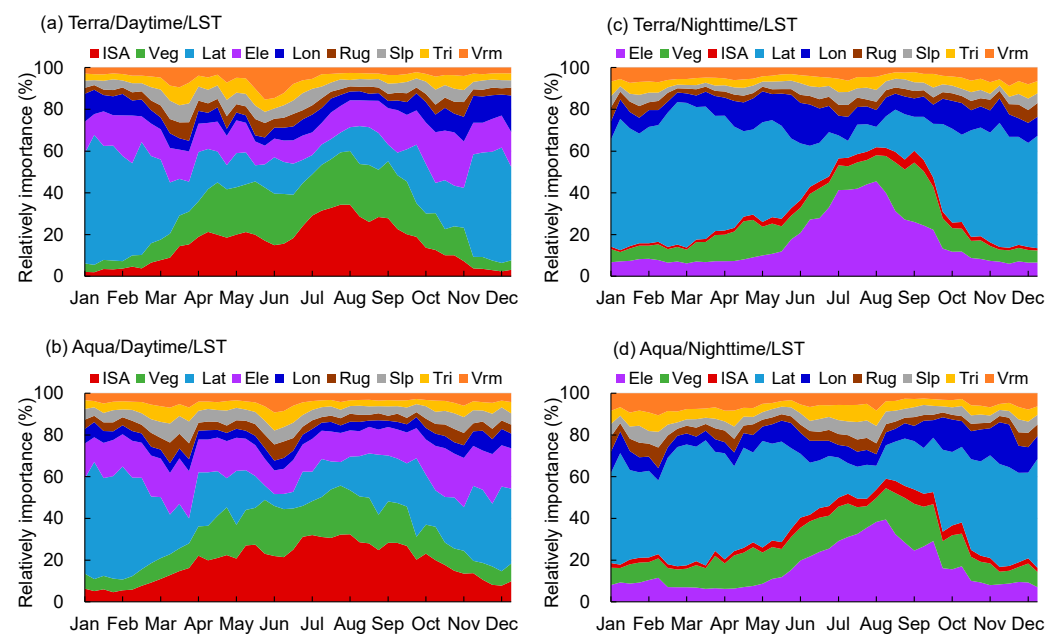 (a) Terra/Daytime/LST
ISA Veg Lat Ele Lon Rug Slp Tri Vrm
Relatively importance (%)
100
80
60
40
20
0
Jan Feb Mar Apr May Jun Jul Aug Sep Oct Nov Dec
(c) Terra/Nighttime/LST
Ele Veg ISA Lat Lon Rug Slp Tri Vrm
Relatively importance (%)
100
80
60
40
20
0
Jan Feb Mar Apr May Jun Jul Aug Sep Oct Nov Dec
(b) Aqua/Daytime/LST
ISA Veg Lat Ele Lon Rug Slp Tri Vrm
Relatively importance (%)
100
80
60
40
20
0
Jan Feb Mar Apr May Jun Jul Aug Sep Oct Nov Dec
(d) Aqua/Nighttime/LST
Ele Veg ISA Lat Lon Rug Slp Tri Vrm
Relatively importance (%)
100
80
60
40
20
0
Jan Feb Mar Apr May Jun Jul Aug Sep Oct Nov Dec